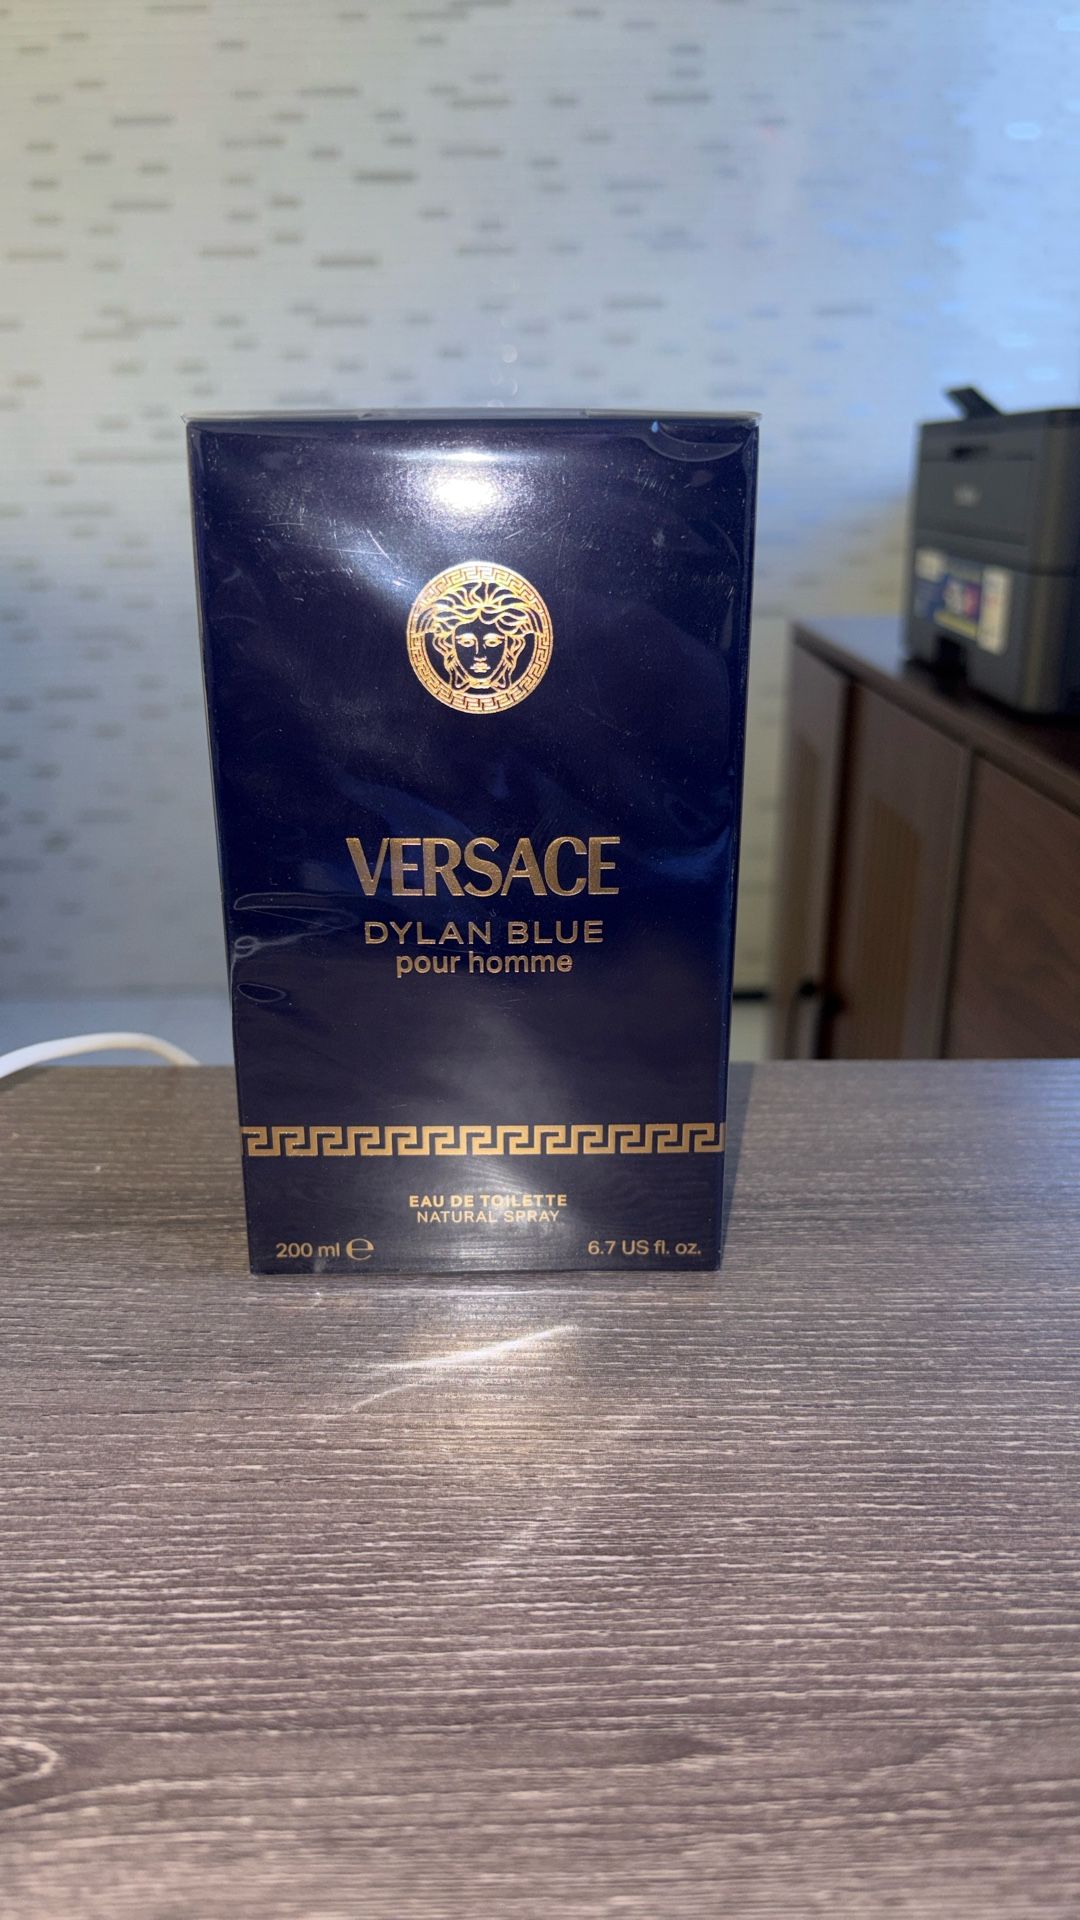 VERSACE
DYLAN BLUE
pour homme
EAU DE TOILETTE
NATURAL SPRAY
200 ml ℮
6.7 US fl. oz.